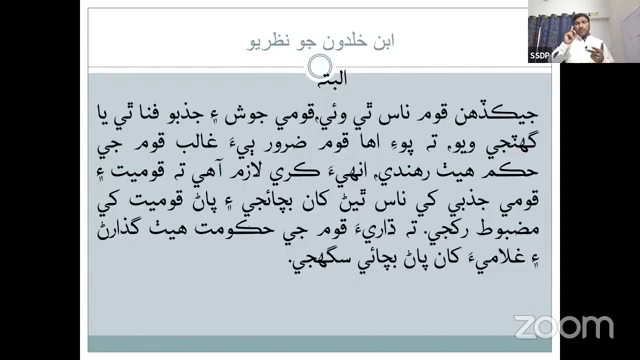 ابن خلدون جو نظريو
البته
جيڪڏهن قوم ناس ٿي وئي,قومي جوش ۽ جذبو فنا ٿي يا
گهٽجي ويو, ته پوءِ اها قوم ضرور ٻيءَ غالب قوم جي
حڪم هيٺ رهندي, انهيءَ ڪري لازم آهي ته قوميت ۽
قومي جذبي کي ناس ٿيڻ کان بچائجي ۽ پاڻ قوميت کي
مضبوط رکجي. ته ڌاريءَ قوم جي حڪومت هيٺ گذارڻ
۽ غلاميءَ کان پاڻ بچائي سگهجي.
SSDP
zoom